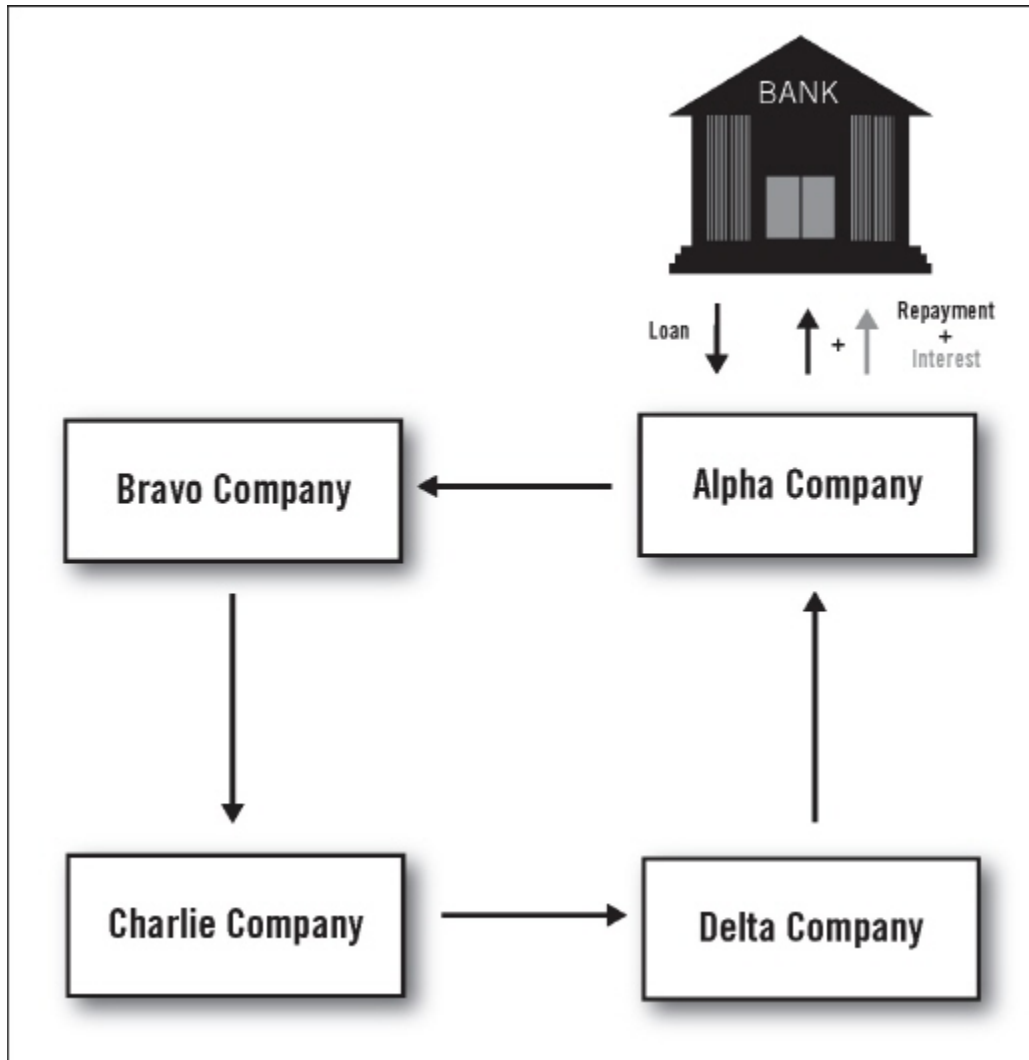 BANK
Loan
+
Repayment
+
Interest
Bravo Company
Alpha Company
Charlie Company
Delta Company